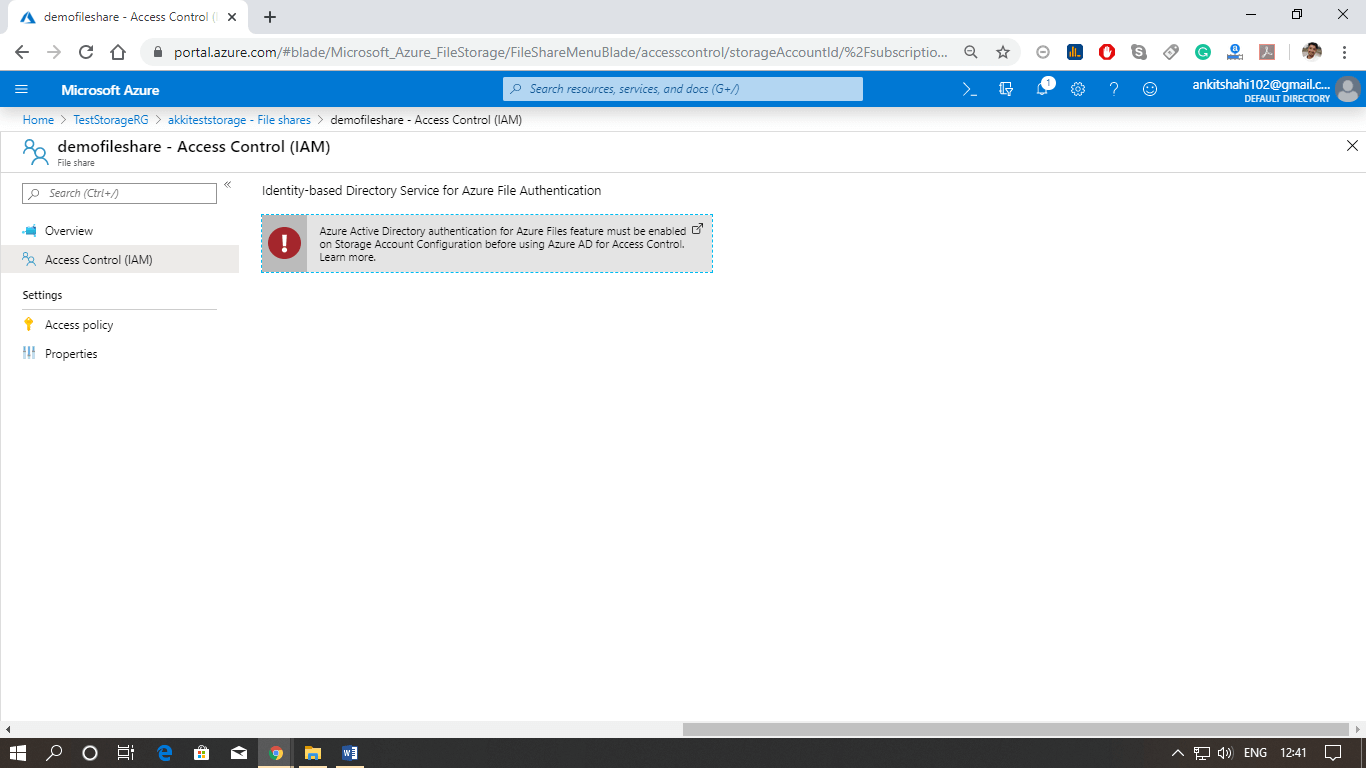 demofileshare - Access Control (I
portal.azure.com/#blade/Microsoft_Azure_FileStorage/FileShareMenuBlade/accesscontrol/storageAccountId/%2Fsubscriptio...
Microsoft Azure
Search resources, services, and docs (G+/)
1
ankitshahi102@gmail.c...
DEFAULT DIRECTORY
Home > TestStorageRG > akkiteststorage - File shares > demofileshare - Access Control (IAM)
demofileshare - Access Control (IAM)
File share
Search (Ctrl+/)
Overview
Access Control (IAM)
Settings
Access policy
Properties
Identity-based Directory Service for Azure File Authentication
Azure Active Directory authentication for Azure Files feature must be enabled
on Storage Account Configuration before using Azure AD for Access Control.
Learn more.
ENG
12:41